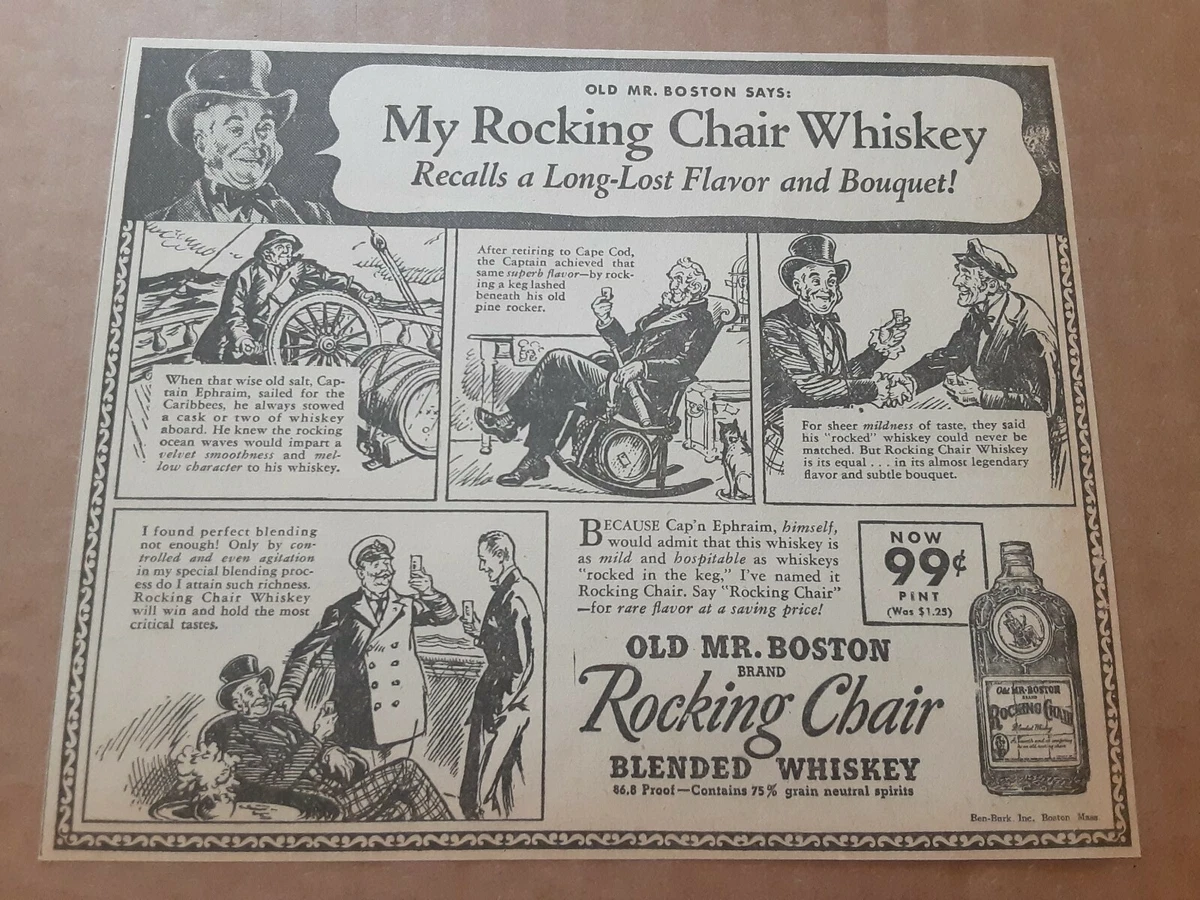 OLD MR. BOSTON SAYS:
My Rocking Chair Whiskey
Recalls a Long-Lost Flavor and Bouquet!
When that wise old salt, Cap-
tain Ephraim, sailed for the
Caribbees, he always stowed
a cask or two of whiskey
aboard. He knew the rocking
ocean waves would impart a
velvet smoothness and mel-
low character to his whiskey.
After retiring to Cape Cod,
the Captain achieved that
same superb flavor—by rock-
ing a keg lashed
beneath his old
pine rocker.
For sheer mildness of taste, they said
his "rocked" whiskey could never be
matched. But Rocking Chair Whiskey
is its equal . . . in its almost legendary
flavor and subtle bouquet.
I found perfect blending
not enough! Only by con-
trolled and even agitation
in my special blending proc-
ess do I attain such richness.
Rocking Chair Whiskey
will win and hold the most
critical tastes.
BECAUSE Cap'n Ephraim, himself,
would admit that this whiskey is
as mild and hospitable as whiskeys
"rocked in the keg," I've named it
Rocking Chair. Say "Rocking Chair"
—for rare flavor at a saving price!
NOW
99¢
PINT
(Was $1.25)
OLD MR. BOSTON
BRAND
Rocking Chair
BLENDED WHISKEY
86.8 Proof—Contains 75% grain neutral spirits
Old MR. BOSTON
BRAND
ROCKING CHAIR
Blended Whiskey
Ben-Burk Inc. Boston Mass